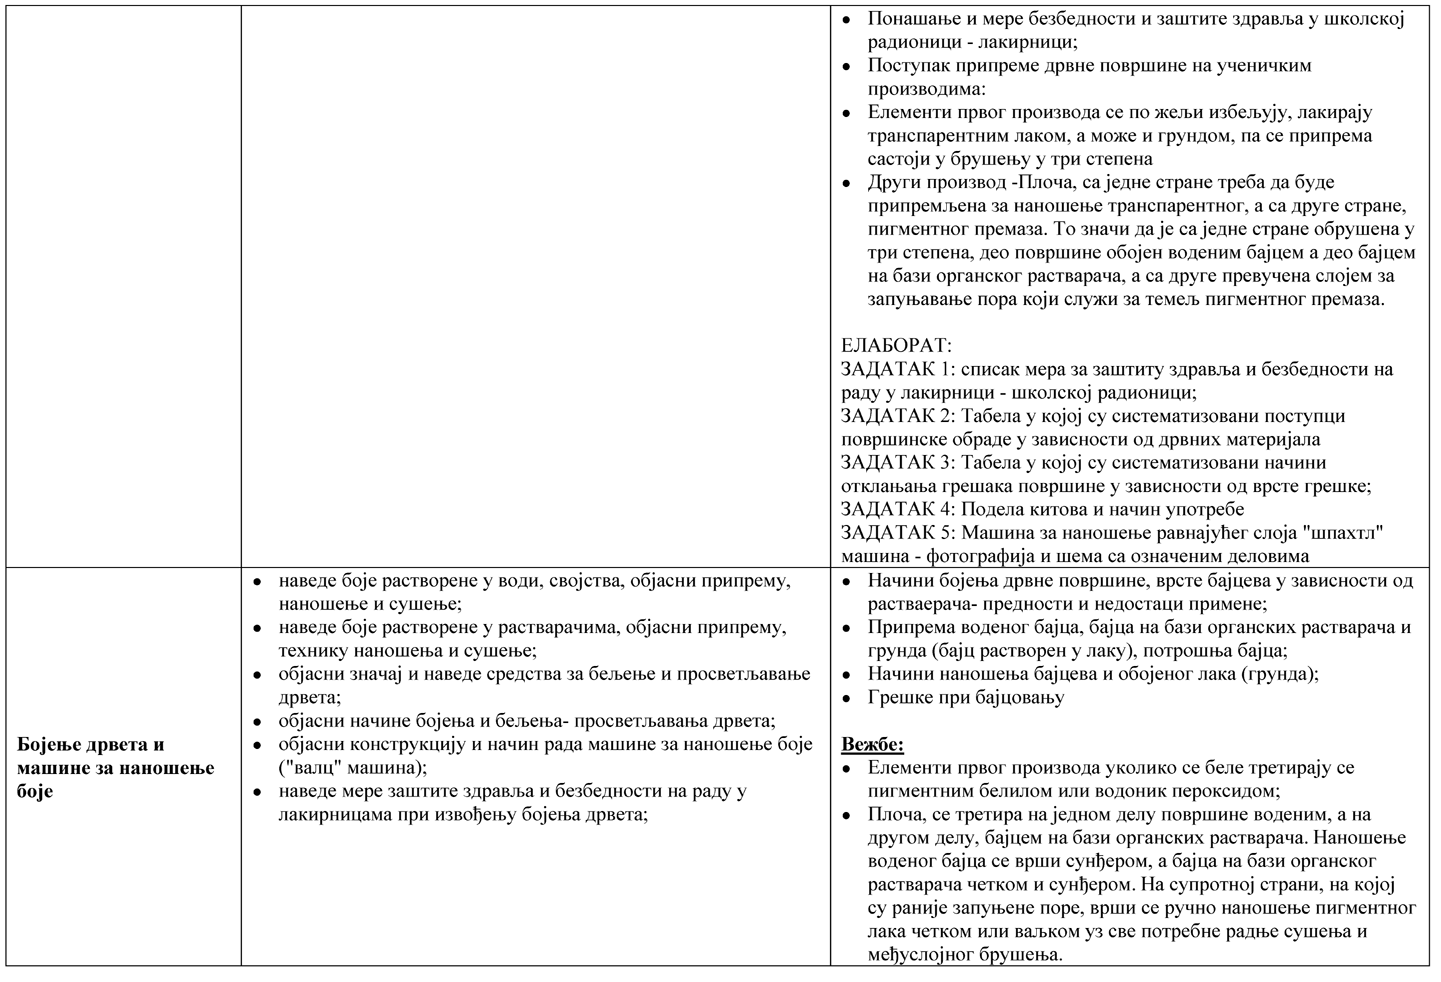 • Понашање и мере безбедности и заштите здравља у школској
радионици - лакирници;
• Поступак припреме дрвне површине на ученичким
производима:
• Елементи првог производа се по жељи избељују, лакирају
транспарентним лаком, а може и грундом, па се припрема
састоји у брушењу у три степена
• Други производ -Плоча, са једне стране треба да буде
припремљена за наношење транспарентног, а са друге стране,
пигментног премаза. То значи да је са једне стране обрушена у
три степена, део површине обојен воденим бајцем а део бајцем
на бази органског растварача, а са друге превучена слојем за
запуњавање пора који служи за темељ пигментног премаза.
ЕЛАБОРАТ:
ЗАДАТАК 1: списак мера за заштиту здравља и безбедности на
раду у лакирници - школској радионици;
ЗАДАТАК 2: Табела у којој су систематизовани поступци
површинске обраде у зависности од дрвних материјала
ЗАДАТАК 3: Табела у којој су систематизовани начини
отклањања грешака површине у зависности од врсте грешке;
ЗАДАТАК 4: Подела китова и начин употребе
ЗАДАТАК 5: Машина за наношење равнајућег слоја "шпахтл"
машина - фотографија и шема са означеним деловима
Бојење дрвета и
машине за наношење
боје
• наведе боје растворене у води, својства, објасни припрему,
наношење и сушење;
• наведе боје растворене у растварачима, објасни припрему,
технику наношења и сушење;
• објасни значај и наведе средства за бељење и просветљавање
дрвета;
• објасни начине бојења и бељења- просветљавања дрвета;
• објасни конструкцију и начин рада машине за наношење боје
("валц" машина);
• наведе мере заштите здравља и безбедности на раду у
лакирницама при извођењу бојења дрвета;
• Начини бојења дрвне површине, врсте бајцева у зависности од
растваерача- предности и недостаци примене;
• Припрема воденог бајца, бајца на бази органских растварача и
грунда (бајц растворен у лаку), потрошња бајца;
• Начини наношења бајцева и обојеног лака (грунда);
• Грешке при бајцовању
Вежбе:
• Елементи првог производа уколико се беле третирају се
пигментним белилом или водоник пероксидом;
• Плоча, се третира на једном делу површине воденим, а на
другом делу, бајцем на бази органских растварача. Наношење
воденог бајца се врши сунђером, а бајца на бази органског
растварача четком и сунђером. На супротној страни, на којој
су раније запуњене поре, врши се ручно наношење пигментног
лака четком или ваљком уз све потребне радње сушења и
међуслојног брушења.